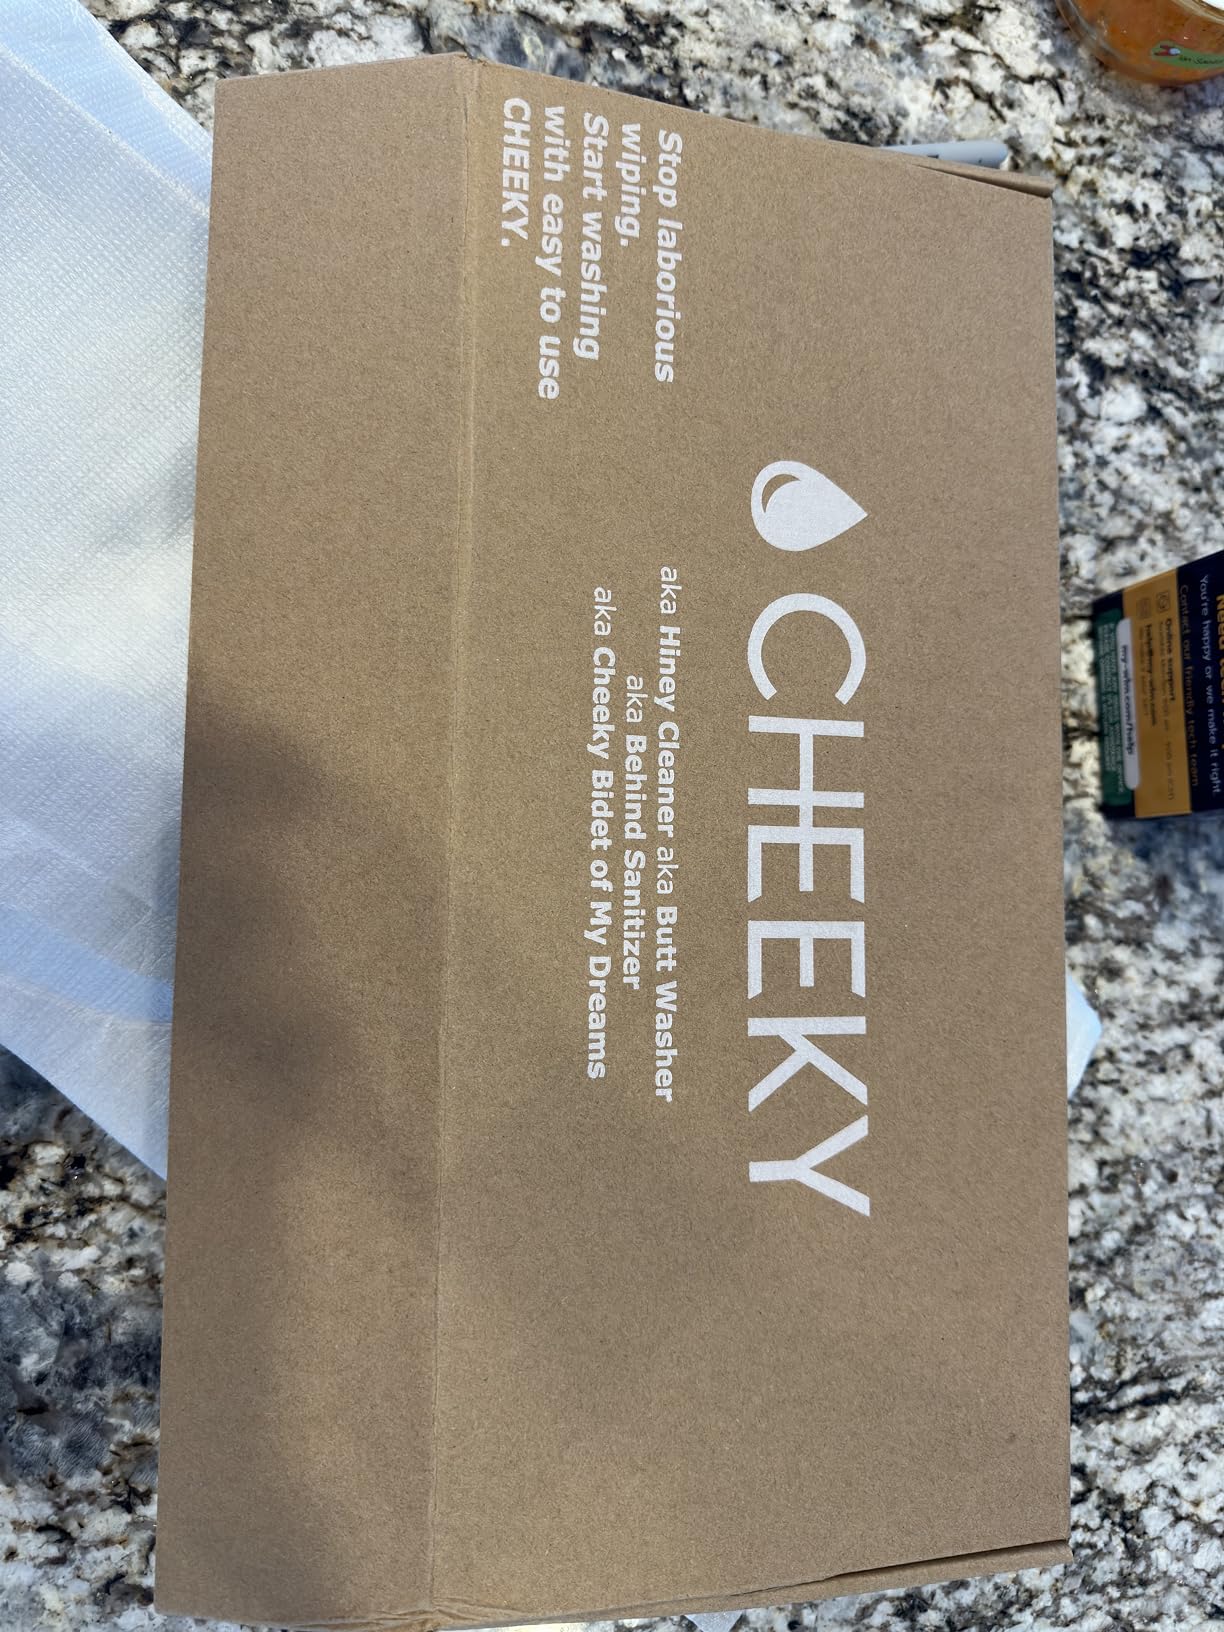 CHEEKY
aka Hiney Cleaner aka Butt Washer
aka Behind Sanitizer
aka Cheeky Bidet of My Dreams
Stop laborious
wiping.
Start washing
with easy to use
CHEEKY.
You're happy or we make it right.
Contact our friendly tech team
Online support